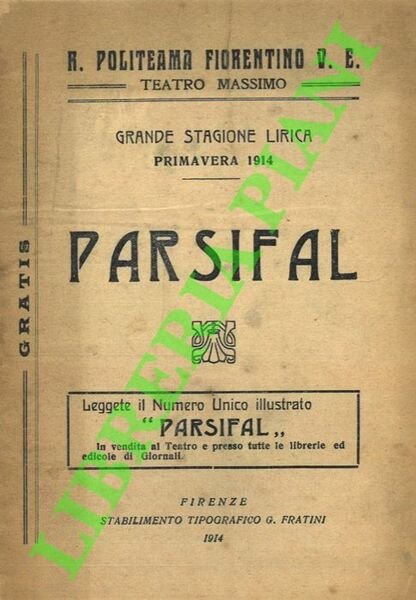 R. POLITEAMA FIORENTINO V. E.
TEATRO MASSIMO
GRANDE STAGIONE LIRICA
PRIMAVERA 1914
PARSIFAL
GRATIS
Leggete il Numero Unico illustrato
“ PARSIFAL „
In vendita al Teatro e presso tutte le librerie ed
edicole di Giornali.
FIRENZE
STABILIMENTO TIPOGRAFICO G. FRATINI
1914
LIBRERIA PIANI